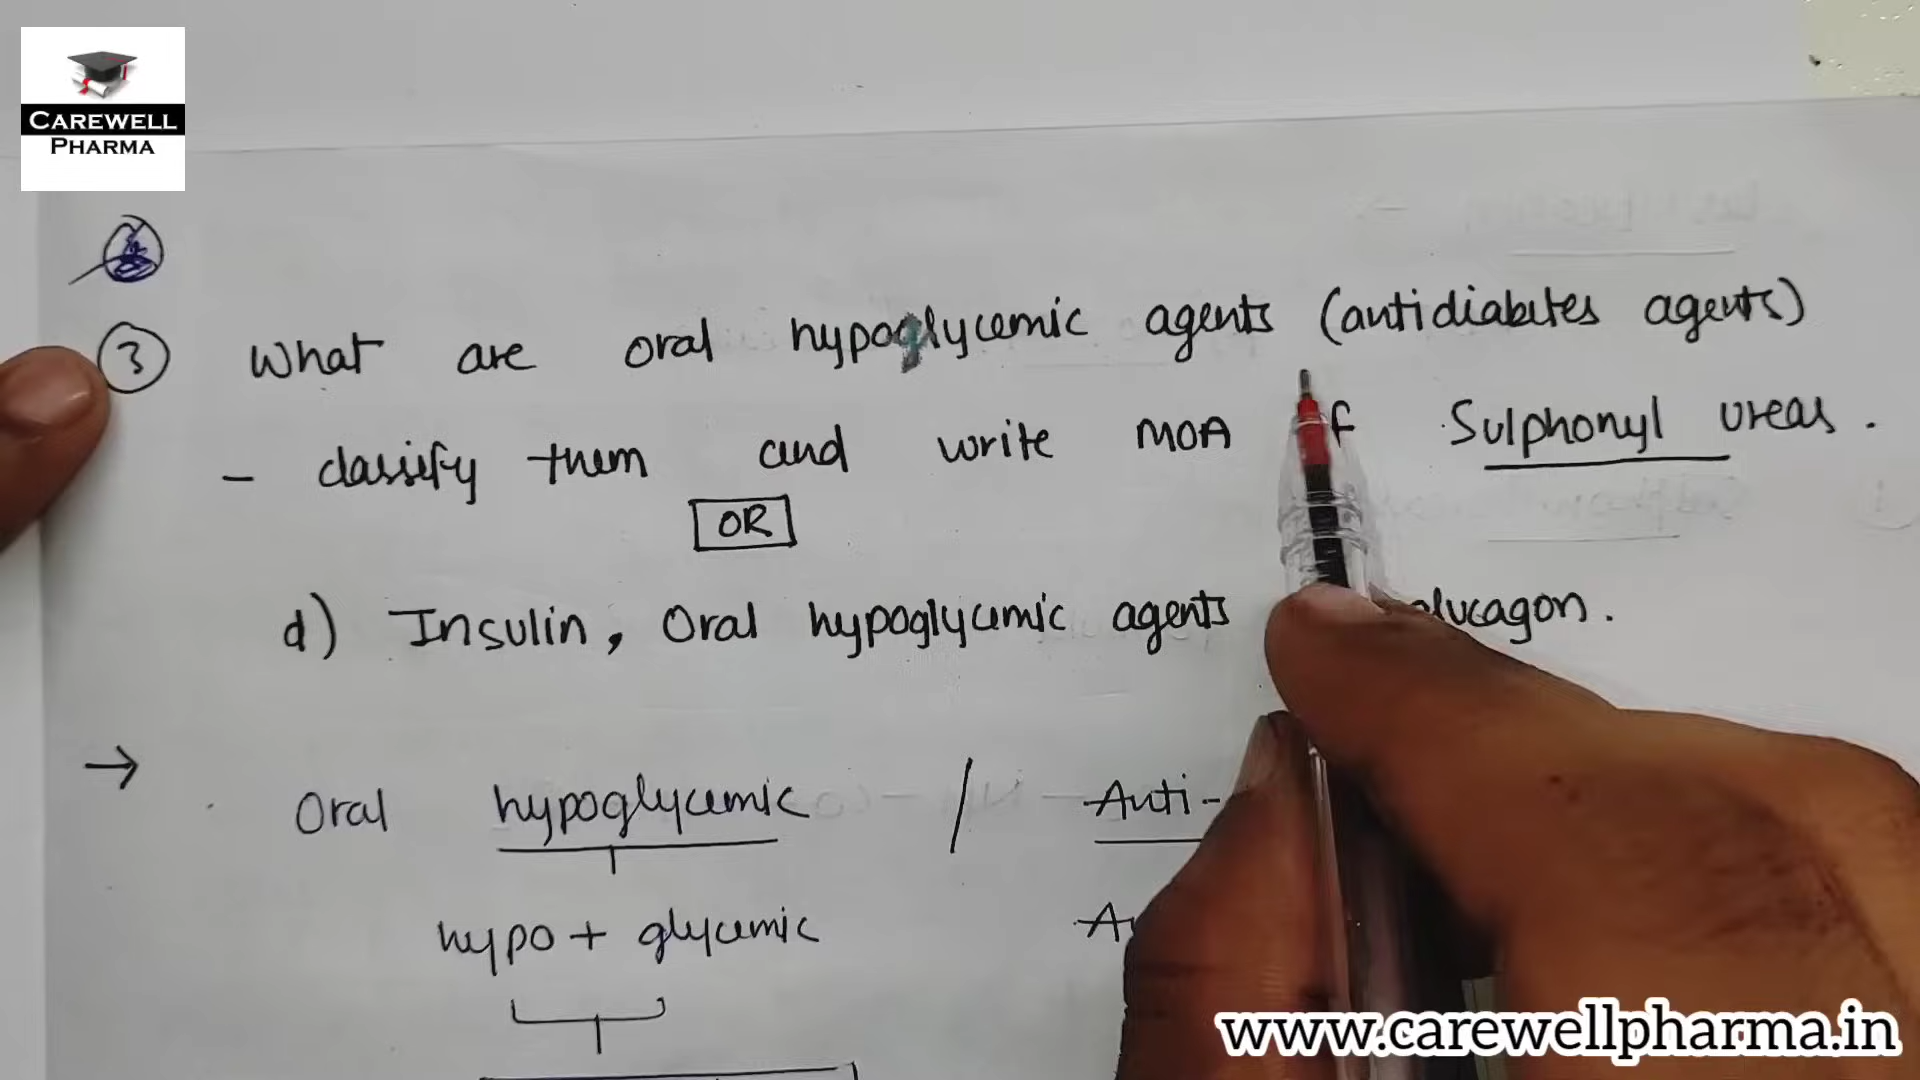 CAREWELL
PHARMA
3 What are oral hypoglycemic agents (antidiabetes agents)
- classify them and write MOA Sulphonyl ureas.
OR
d) Insulin, Oral hypoglycemic agents glucagon.
→ Oral hypoglycemic / Anti-
hypo + glycemic
www.carewellpharma.in